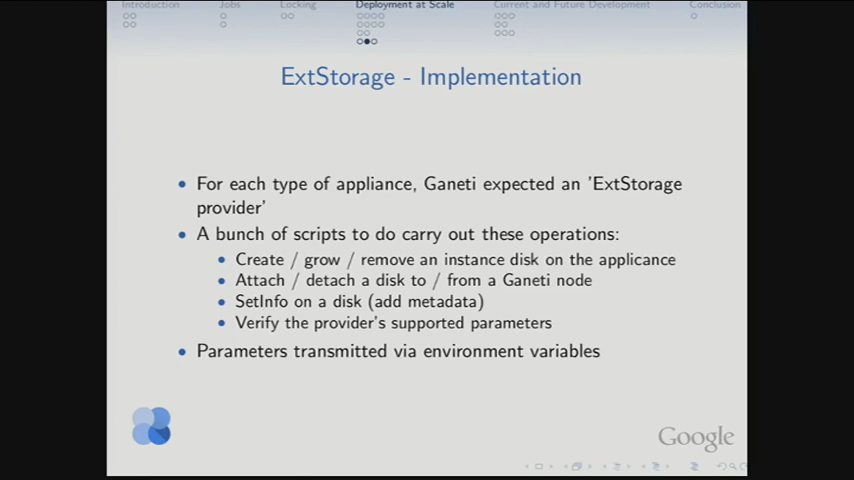 Introduction Jobs Locking Deployment at Scale Current and Future Development Conclusion
ExtStorage - Implementation
For each type of appliance, Ganeti expected an 'ExtStorage
provider'
A bunch of scripts to do carry out these operations:
Create / grow / remove an instance disk on the applicance
Attach / detach a disk to / from a Ganeti node
SetInfo on a disk (add metadata)
Verify the provider's supported parameters
Parameters transmitted via environment variables
Google